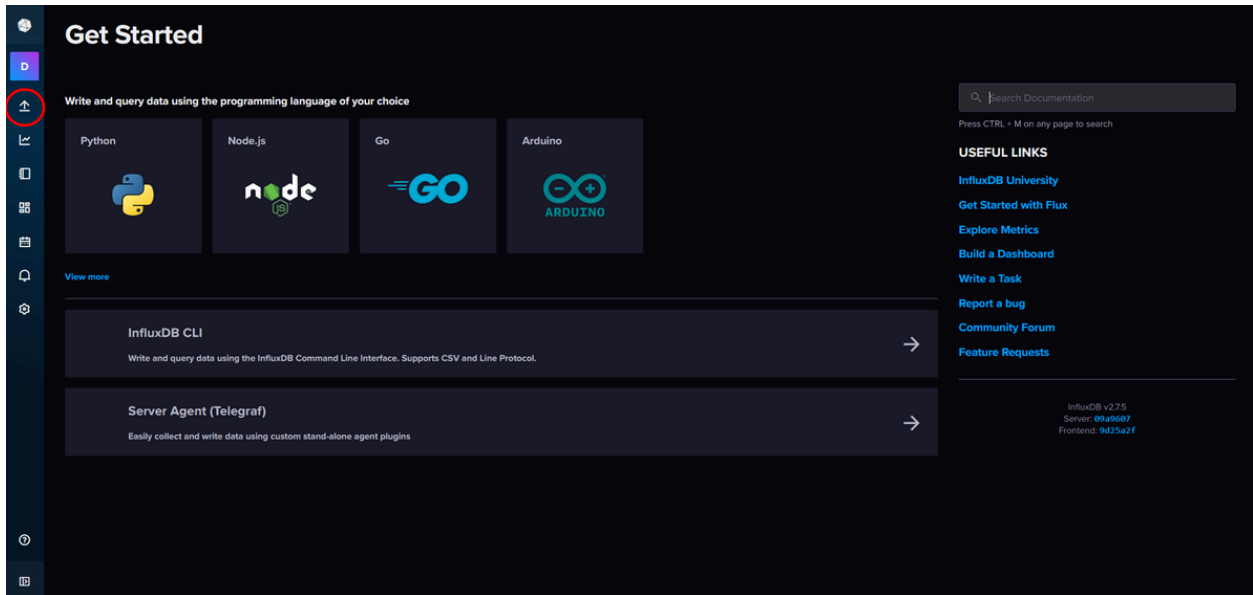 Get Started
D
Write and query data using the programming language of your choice
Python
Node.js
Go
Arduino
node
JS
GO
ARDUINO
View more
InfluxDB CLI
Write and query data using the InfluxDB Command Line Interface. Supports CSV and Line Protocol.
Server Agent (Telegraf)
Easily collect and write data using custom stand-alone agent plugins
Search Documentation
Press CTRL + M on any page to search
USEFUL LINKS
InfluxDB University
Get Started with Flux
Explore Metrics
Build a Dashboard
Write a Task
Report a bug
Community Forum
Feature Requests
InfluxDB v2.7.5
Server: 09a9607
Frontend: 9d25a2f